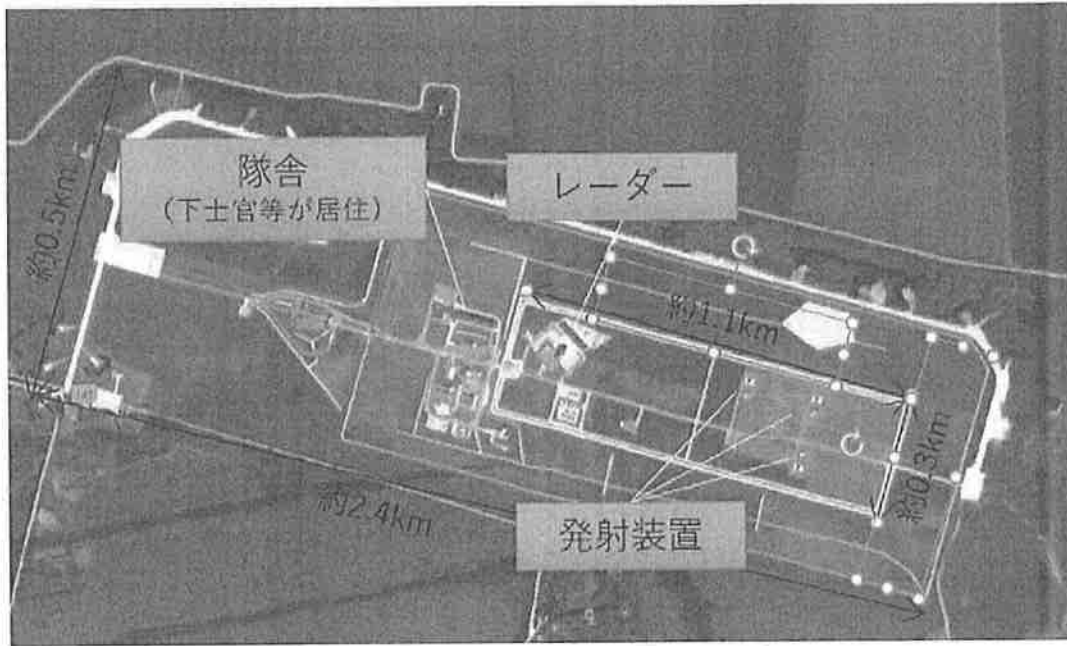 隊舎
(下士官等が居住)
レーダー
約0.5km
約1.1km
約0.3km
約2.4km
発射装置